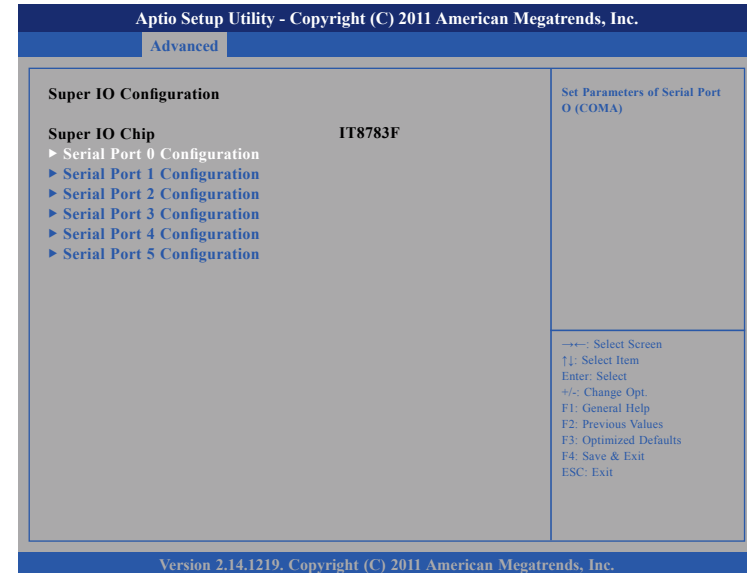 Aptio Setup Utility - Copyright (C) 2011 American Megatrends, Inc.
Advanced
Super IO Configuration
Super IO Chip IT8783F
▶ Serial Port 0 Configuration
▶ Serial Port 1 Configuration
▶ Serial Port 2 Configuration
▶ Serial Port 3 Configuration
▶ Serial Port 4 Configuration
▶ Serial Port 5 Configuration
Set Parameters of Serial Port
O (COMA)
→←: Select Screen
↑↓: Select Item
Enter: Select
+/-: Change Opt.
F1: General Help
F2: Previous Values
F3: Optimized Defaults
F4: Save & Exit
ESC: Exit
Version 2.14.1219. Copyright (C) 2011 American Megatrends, Inc.